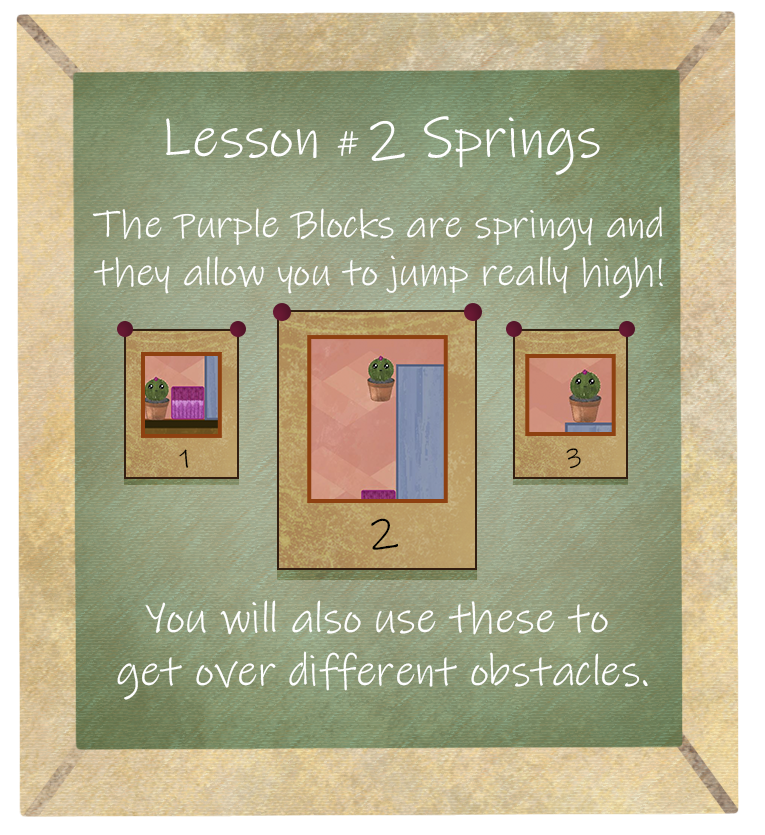 Lesson #2 Springs
The Purple Blocks are springy and
they allow you to jump really high!
1
2
3
You will also use these to
get over different obstacles.